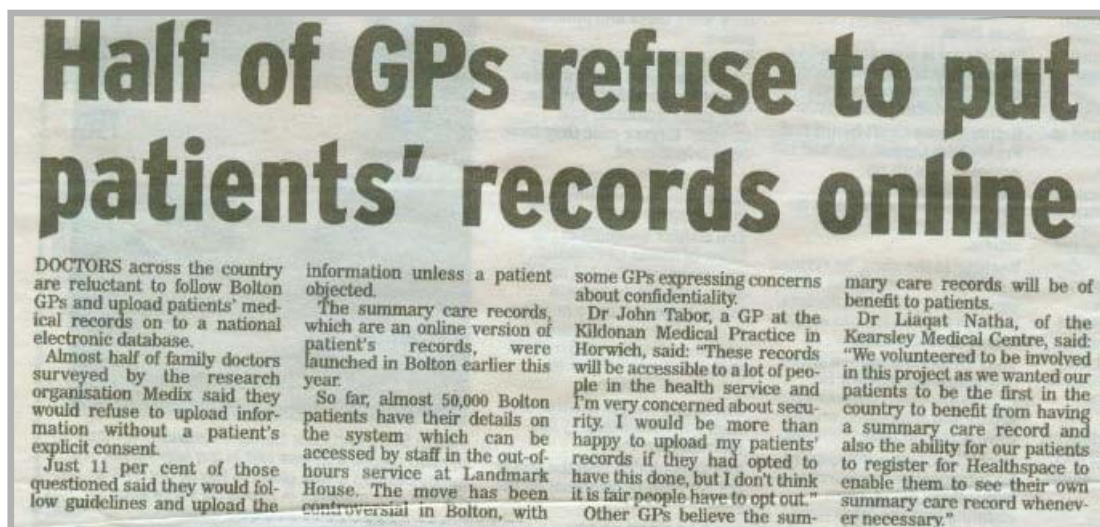 Half of GPs refuse to put
patients' records online
DOCTORS across the country
are reluctant to follow Bolton
GPs and upload patients' med-
ical records on to a national
electronic database.
Almost half of family doctors
surveyed by the research
organisation Medix said they
would refuse to upload infor-
mation without a patient's
explicit consent.
Just 11 per cent of those
questioned said they would fol-
low guidelines and upload the
information unless a patient
objected.
The summary care records,
which are an online version of
patient's records, were
launched in Bolton earlier this
year.
So far, almost 50,000 Bolton
patients have their details on
the system which can be
accessed by staff in the out-of-
hours service at Landmark
House. The move has been
controversial in Bolton, with
some GPs expressing concerns
about confidentiality.
Dr John Tabor, a GP at the
Kildonan Medical Practice in
Horwich, said: "These records
will be accessible to a lot of peo-
ple in the health service and
I'm very concerned about secu-
rity. I would be more than
happy to upload my patients'
records if they had opted to
have this done, but I don't think
it is fair people have to opt out."
Other GPs believe the sum-
mary care records will be of
benefit to patients.
Dr Liaqat Natha, of the
Kearsley Medical Centre, said:
"We volunteered to be involved
in this project as we wanted our
patients to be the first in the
country to benefit from having
a summary care record and
also the ability for our patients
to register for Healthspace to
enable them to see their own
summary care record whenev-
er necessary."